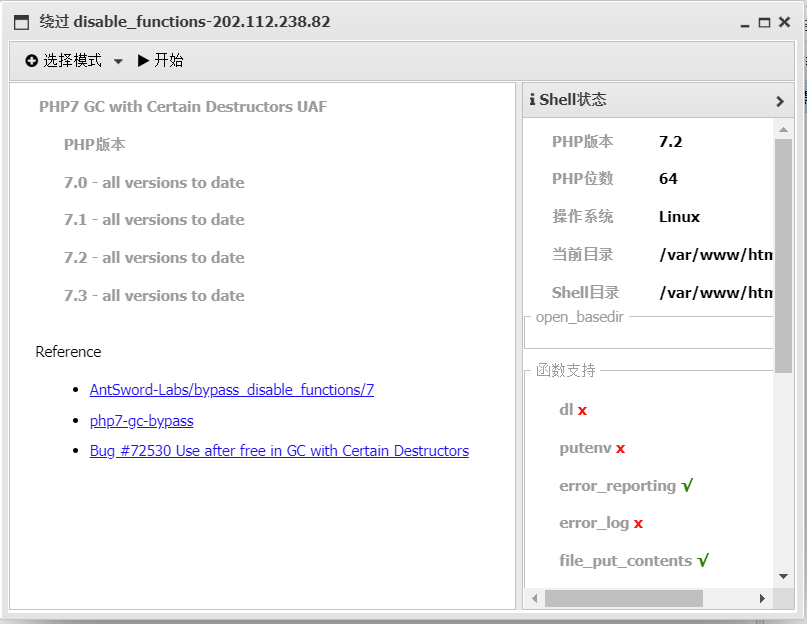 绕过 disable_functions-202.112.238.82
选择模式 开始
PHP7 GC with Certain Destructors UAF
PHP版本
7.0 - all versions to date
7.1 - all versions to date
7.2 - all versions to date
7.3 - all versions to date
Reference
AntSword-Labs/bypass_disable_functions/7
php7-gc-bypass
Bug #72530 Use after free in GC with Certain Destructors
Shell状态
PHP版本 7.2
PHP位数 64
操作系统 Linux
当前目录 /var/www/htm
Shell目录 /var/www/htm
open_basedir
函数支持
dl x
putenv x
error_reporting √
error_log x
file_put_contents √